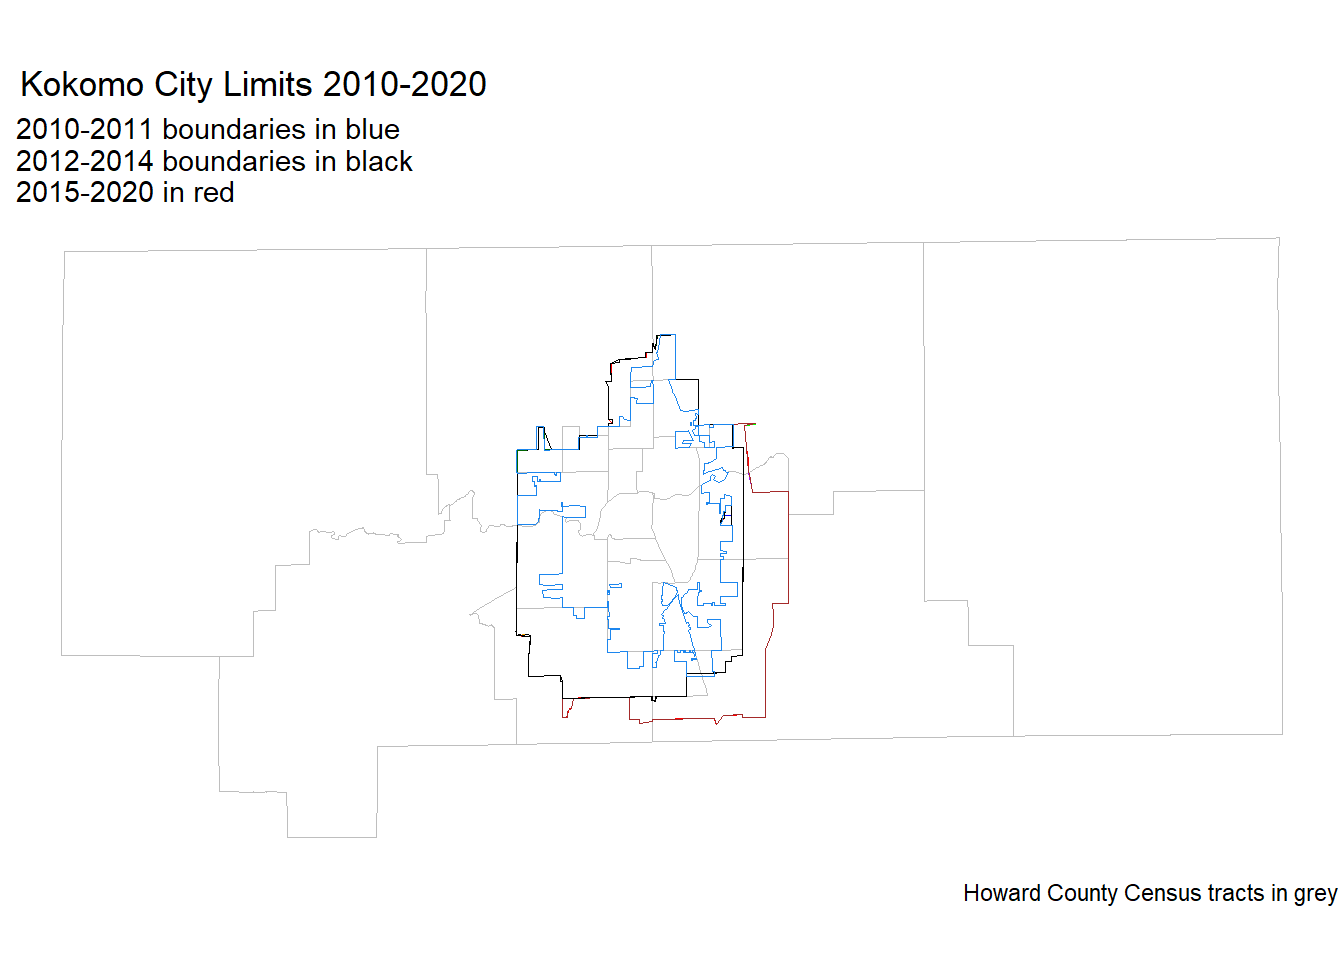 Kokomo City Limits 2010-2020
2010-2011 boundaries in blue
2012-2014 boundaries in black
2015-2020 in red
Howard County Census tracts in grey